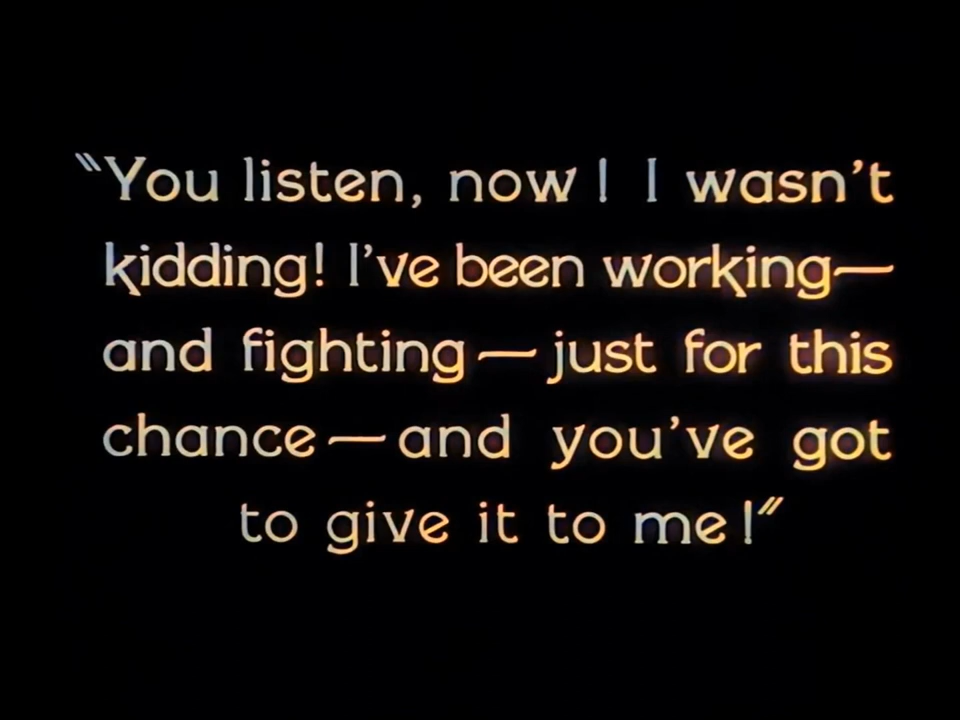 “You listen, now! I wasn’t
kidding! I’ve been working—
and fighting—just for this
chance—and you’ve got
to give it to me!”